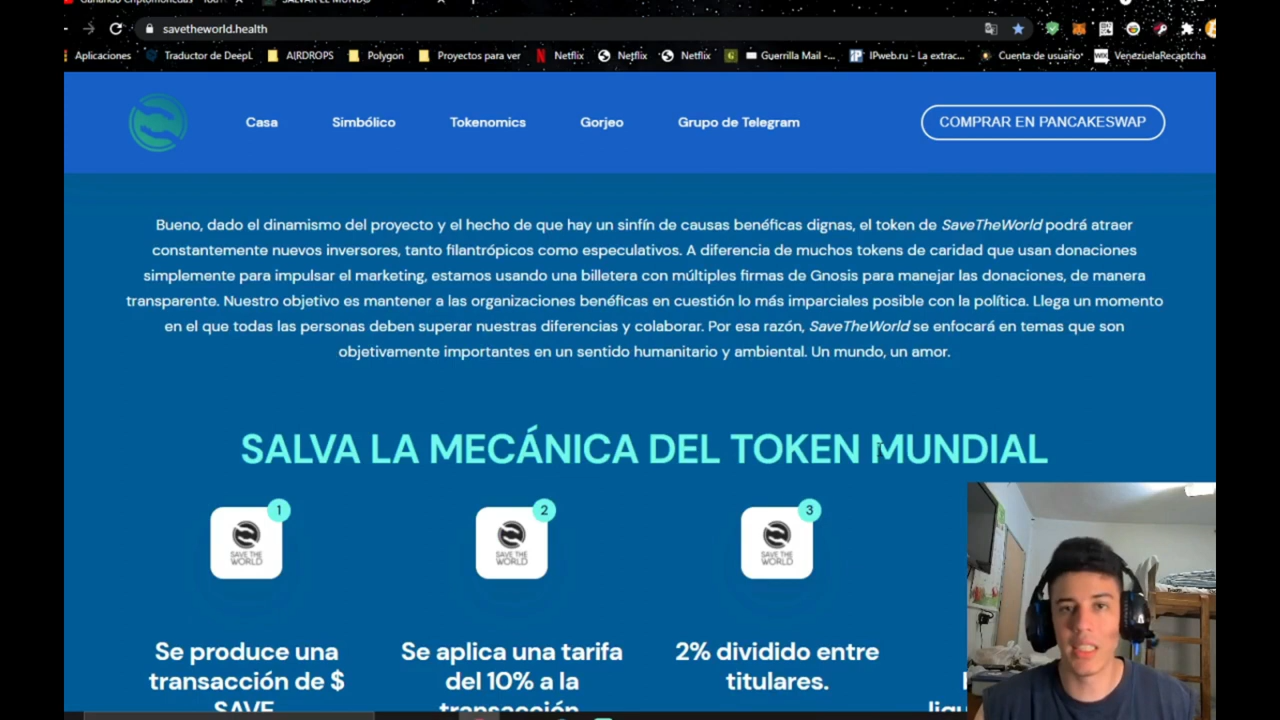 SALVAR EL MUNDO
savetheworld.health
Aplicaciones
Traductor de DeepL
AIRDROPS
Polygon
Proyectos para ver
Netflix
Netflix
Netflix
Guerrilla Mail -...
IPweb.ru - La extrac...
Cuenta de usuario
VenezuelaRecaptcha
Casa
Simbólico
Tokenomics
Gorjeo
Grupo de Telegram
COMPRAR EN PANCAKESWAP
Bueno, dado el dinamismo del proyecto y el hecho de que hay un sinfín de causas benéficas dignas, el token de SaveTheWorld podrá atraer
constantemente nuevos inversores, tanto filantrópicos como especulativos. A diferencia de muchos tokens de caridad que usan donaciones
simplemente para impulsar el marketing, estamos usando una billetera con múltiples firmas de Gnosis para manejar las donaciones, de manera
transparente. Nuestro objetivo es mantener a las organizaciones benéficas en cuestión lo más imparciales posible con la política. Llega un momento
en el que todas las personas deben superar nuestras diferencias y colaborar. Por esa razón, SaveTheWorld se enfocará en temas que son
objetivamente importantes en un sentido humanitario y ambiental. Un mundo, un amor.
SALVA LA MECÁNICA DEL TOKEN MUNDIAL
1
SAVE THE
WORLD
2
SAVE THE
WORLD
3
SAVE THE
WORLD
Se produce una
transacción de $
SAVE
Se aplica una tarifa
del 10% a la
transacción
2% dividido entre
titulares.